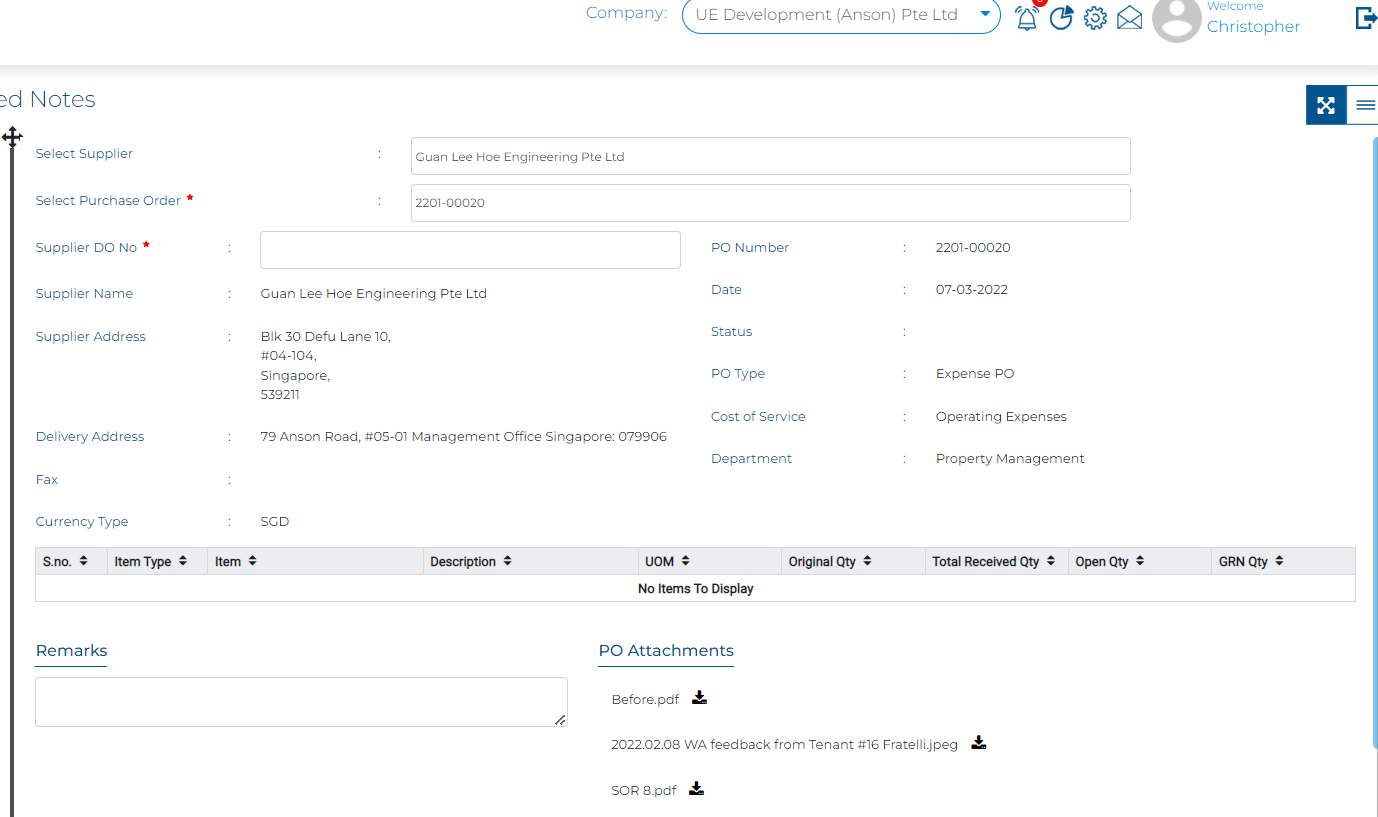 Company: UE Development (Anson) Pte Ltd
Welcome
Christopher
ed Notes
Select Supplier : Guan Lee Hoe Engineering Pte Ltd
Select Purchase Order * : 2201-00020
Supplier DO No * :
PO Number : 2201-00020
Supplier Name : Guan Lee Hoe Engineering Pte Ltd
Date : 07-03-2022
Supplier Address : Blk 30 Defu Lane 10,
#04-104,
Singapore,
539211
Status :
PO Type : Expense PO
Cost of Service : Operating Expenses
Delivery Address : 79 Anson Road, #05-01 Management Office Singapore: 079906
Department : Property Management
Fax :
Currency Type : SGD
S.no. Item Type Item Description UOM Original Qty Total Received Qty Open Qty GRN Qty
No Items To Display
Remarks
PO Attachments
Before.pdf
2022.02.08 WA feedback from Tenant #16 Fratelli.jpeg
SOR 8.pdf